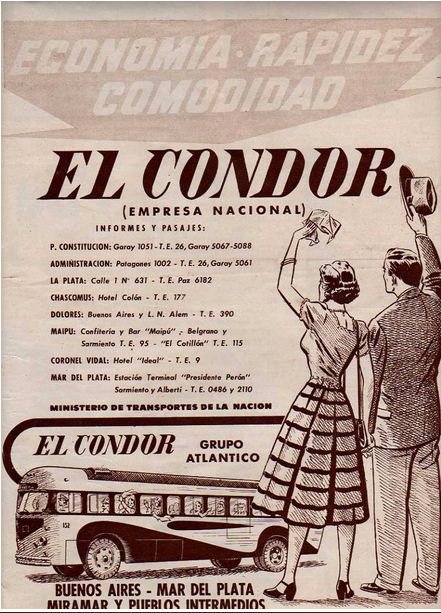 ECONOMIA · RAPIDEZ
COMODIDAD
EL CONDOR
(EMPRESA NACIONAL)
INFORMES Y PASAJES:
P. CONSTITUCION: Garay 1051 - T. E. 26, Garay 5067-5088
ADMINISTRACION: Patagones 1002 - T. E. 26, Garay 5061
LA PLATA: Calle 1 Nº 631 - T. E. Paz 6182
CHASCOMUS: Hotel Colón - T. E. 177
DOLORES: Buenos Aires y L. N. Alem - T. E. 390
MAIPU: Confitería y Bar "Maipú" - Belgrano y
Sarmiento T. E. 95 - "El Cotillón" T. E. 115
CORONEL VIDAL: Hotel "Ideal" - T. E. 9
MAR DEL PLATA: Estación Terminal "Presidente Perón"
Sarmiento y Alberti - T. E. 0486 y 2110
MINISTERIO DE TRANSPORTES DE LA NACION
EL CONDOR GRUPO
ATLANTICO
152
BUENOS AIRES - MAR DEL PLATA
MIRAMAR Y PUEBLOS INTERMEDIOS